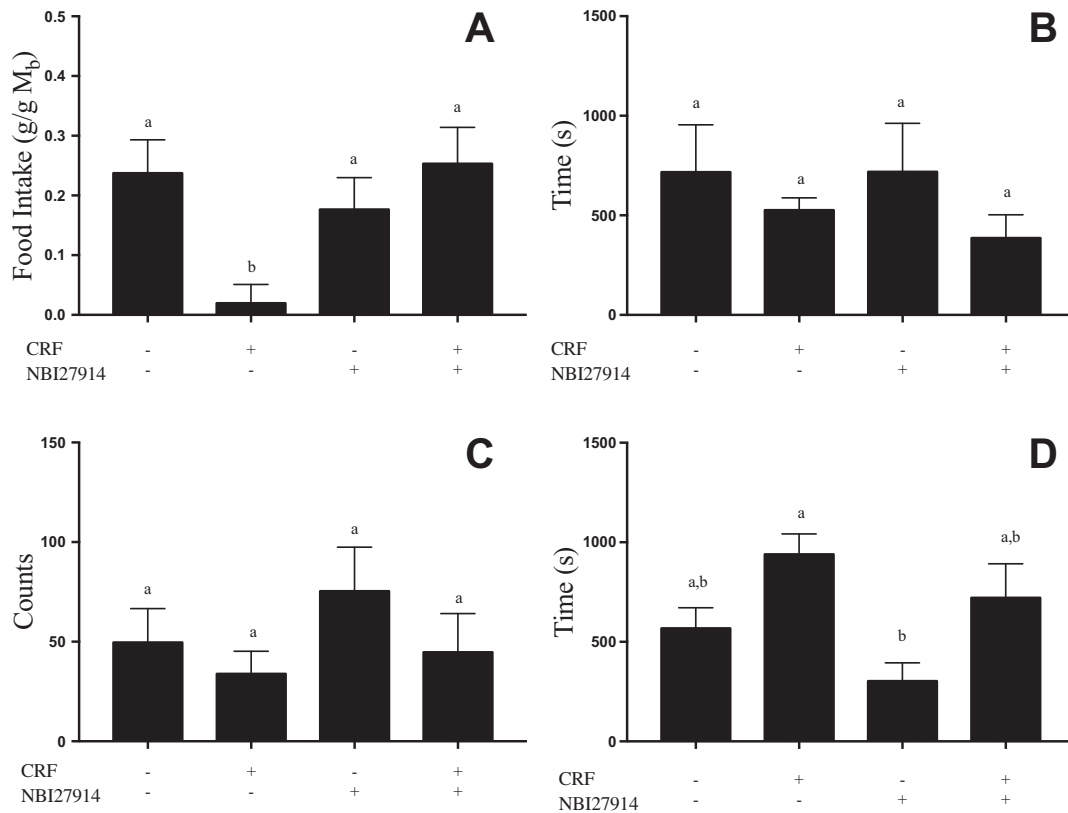 A
Food Intake (g/g Mb)
0.5
0.4
0.3
0.2
0.1
0.0
a
b
a
a
CRF - + - +
NBI27914 - - + +
B
Time (s)
1500
1000
500
0
a
a
a
a
CRF - + - +
NBI27914 - - + +
C
Counts
150
100
50
0
a
a
a
a
CRF - + - +
NBI27914 - - + +
D
Time (s)
1500
1000
500
0
a,b
a
b
a,b
CRF - + - +
NBI27914 - - + +